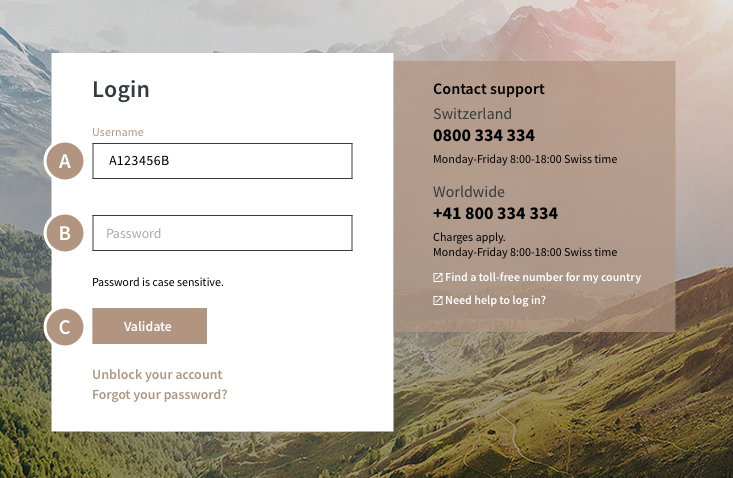 Login
Username
A
A123456B
B
Password
Password is case sensitive.
C
Validate
Unblock your account
Forgot your password?
Contact support
Switzerland
0800 334 334
Monday-Friday 8:00-18:00 Swiss time
Worldwide
+41 800 334 334
Charges apply.
Monday-Friday 8:00-18:00 Swiss time
Find a toll-free number for my country
Need help to log in?